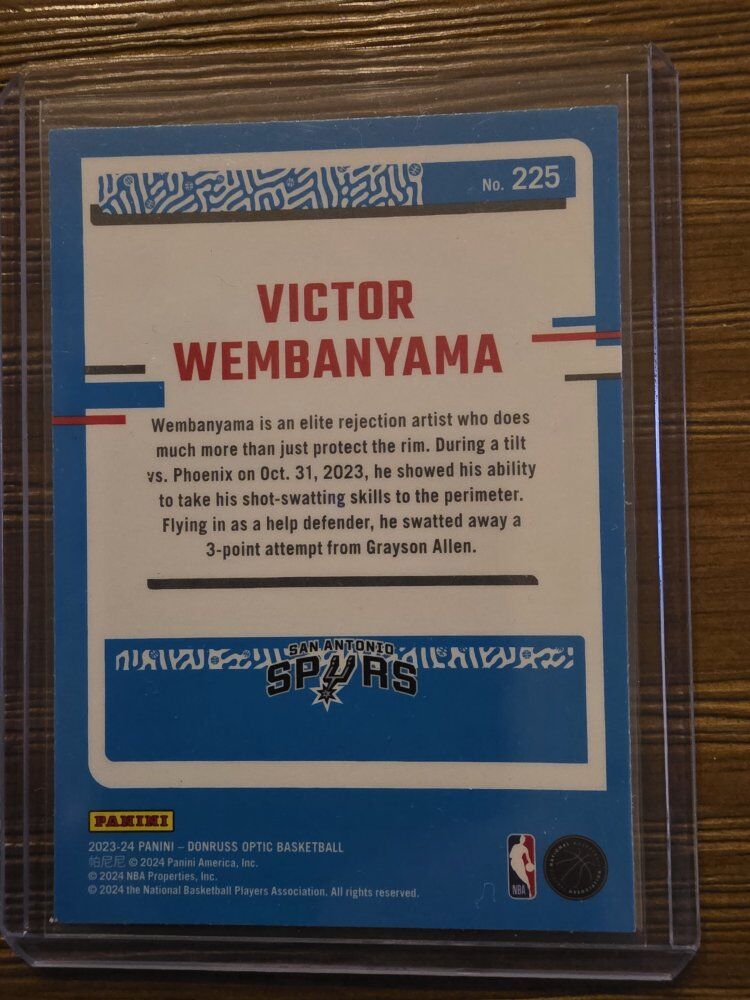 No. 225
VICTOR
WEMBANYAMA
Wembanyama is an elite rejection artist who does
much more than just protect the rim. During a tilt
vs. Phoenix on Oct. 31, 2023, he showed his ability
to take his shot-swatting skills to the perimeter.
Flying in as a help defender, he swatted away a
3-point attempt from Grayson Allen.
SAN ANTONIO
SPURS
PANINI
2023-24 PANINI – DONRUSS OPTIC BASKETBALL
帕尼尼 © 2024 Panini America, Inc.
© 2024 NBA Properties, Inc.
© 2024 the National Basketball Players Association. All rights reserved.
NBA